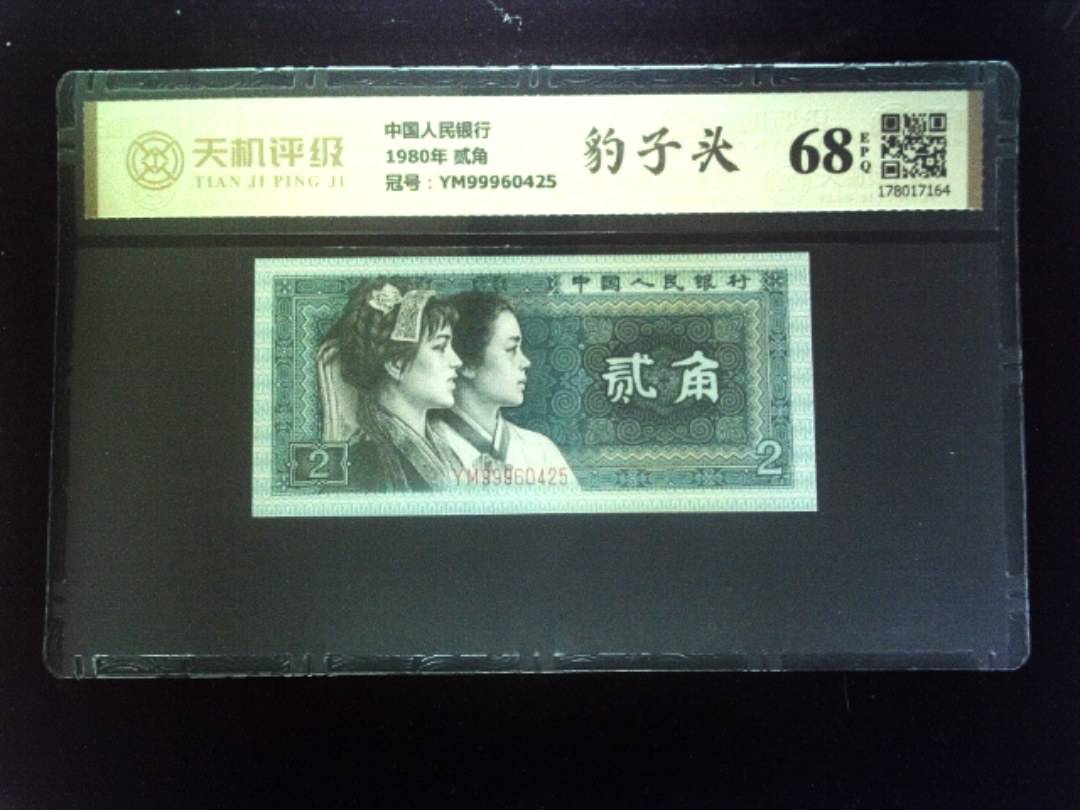 天机评级
TIAN JI PING JI
中国人民银行
1980年 贰角
冠号：YM99960425
豹子头
68
EPQ
178017164
中国人民银行
贰角
2
2
YM99960425